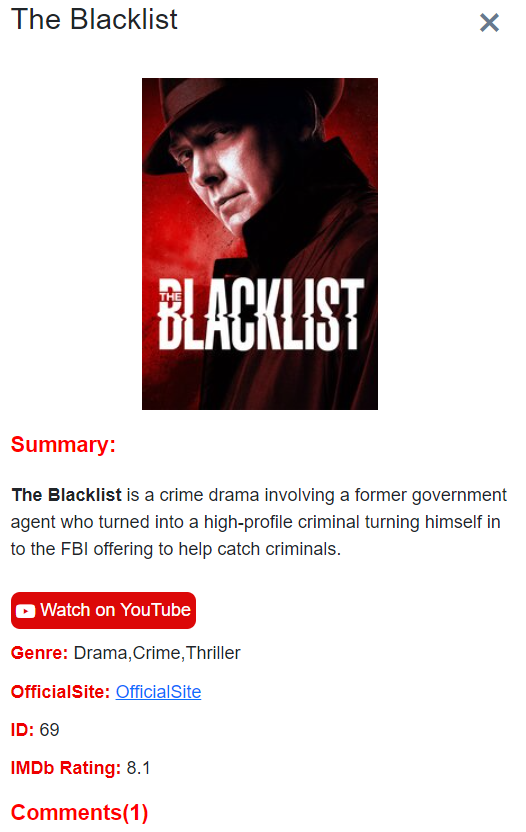 The Blacklist
THE
BLACKLIST
Summary:
The Blacklist is a crime drama involving a former government
agent who turned into a high-profile criminal turning himself in
to the FBI offering to help catch criminals.
Watch on YouTube
Genre: Drama,Crime,Thriller
OfficialSite: OfficialSite
ID: 69
IMDb Rating: 8.1
Comments(1)